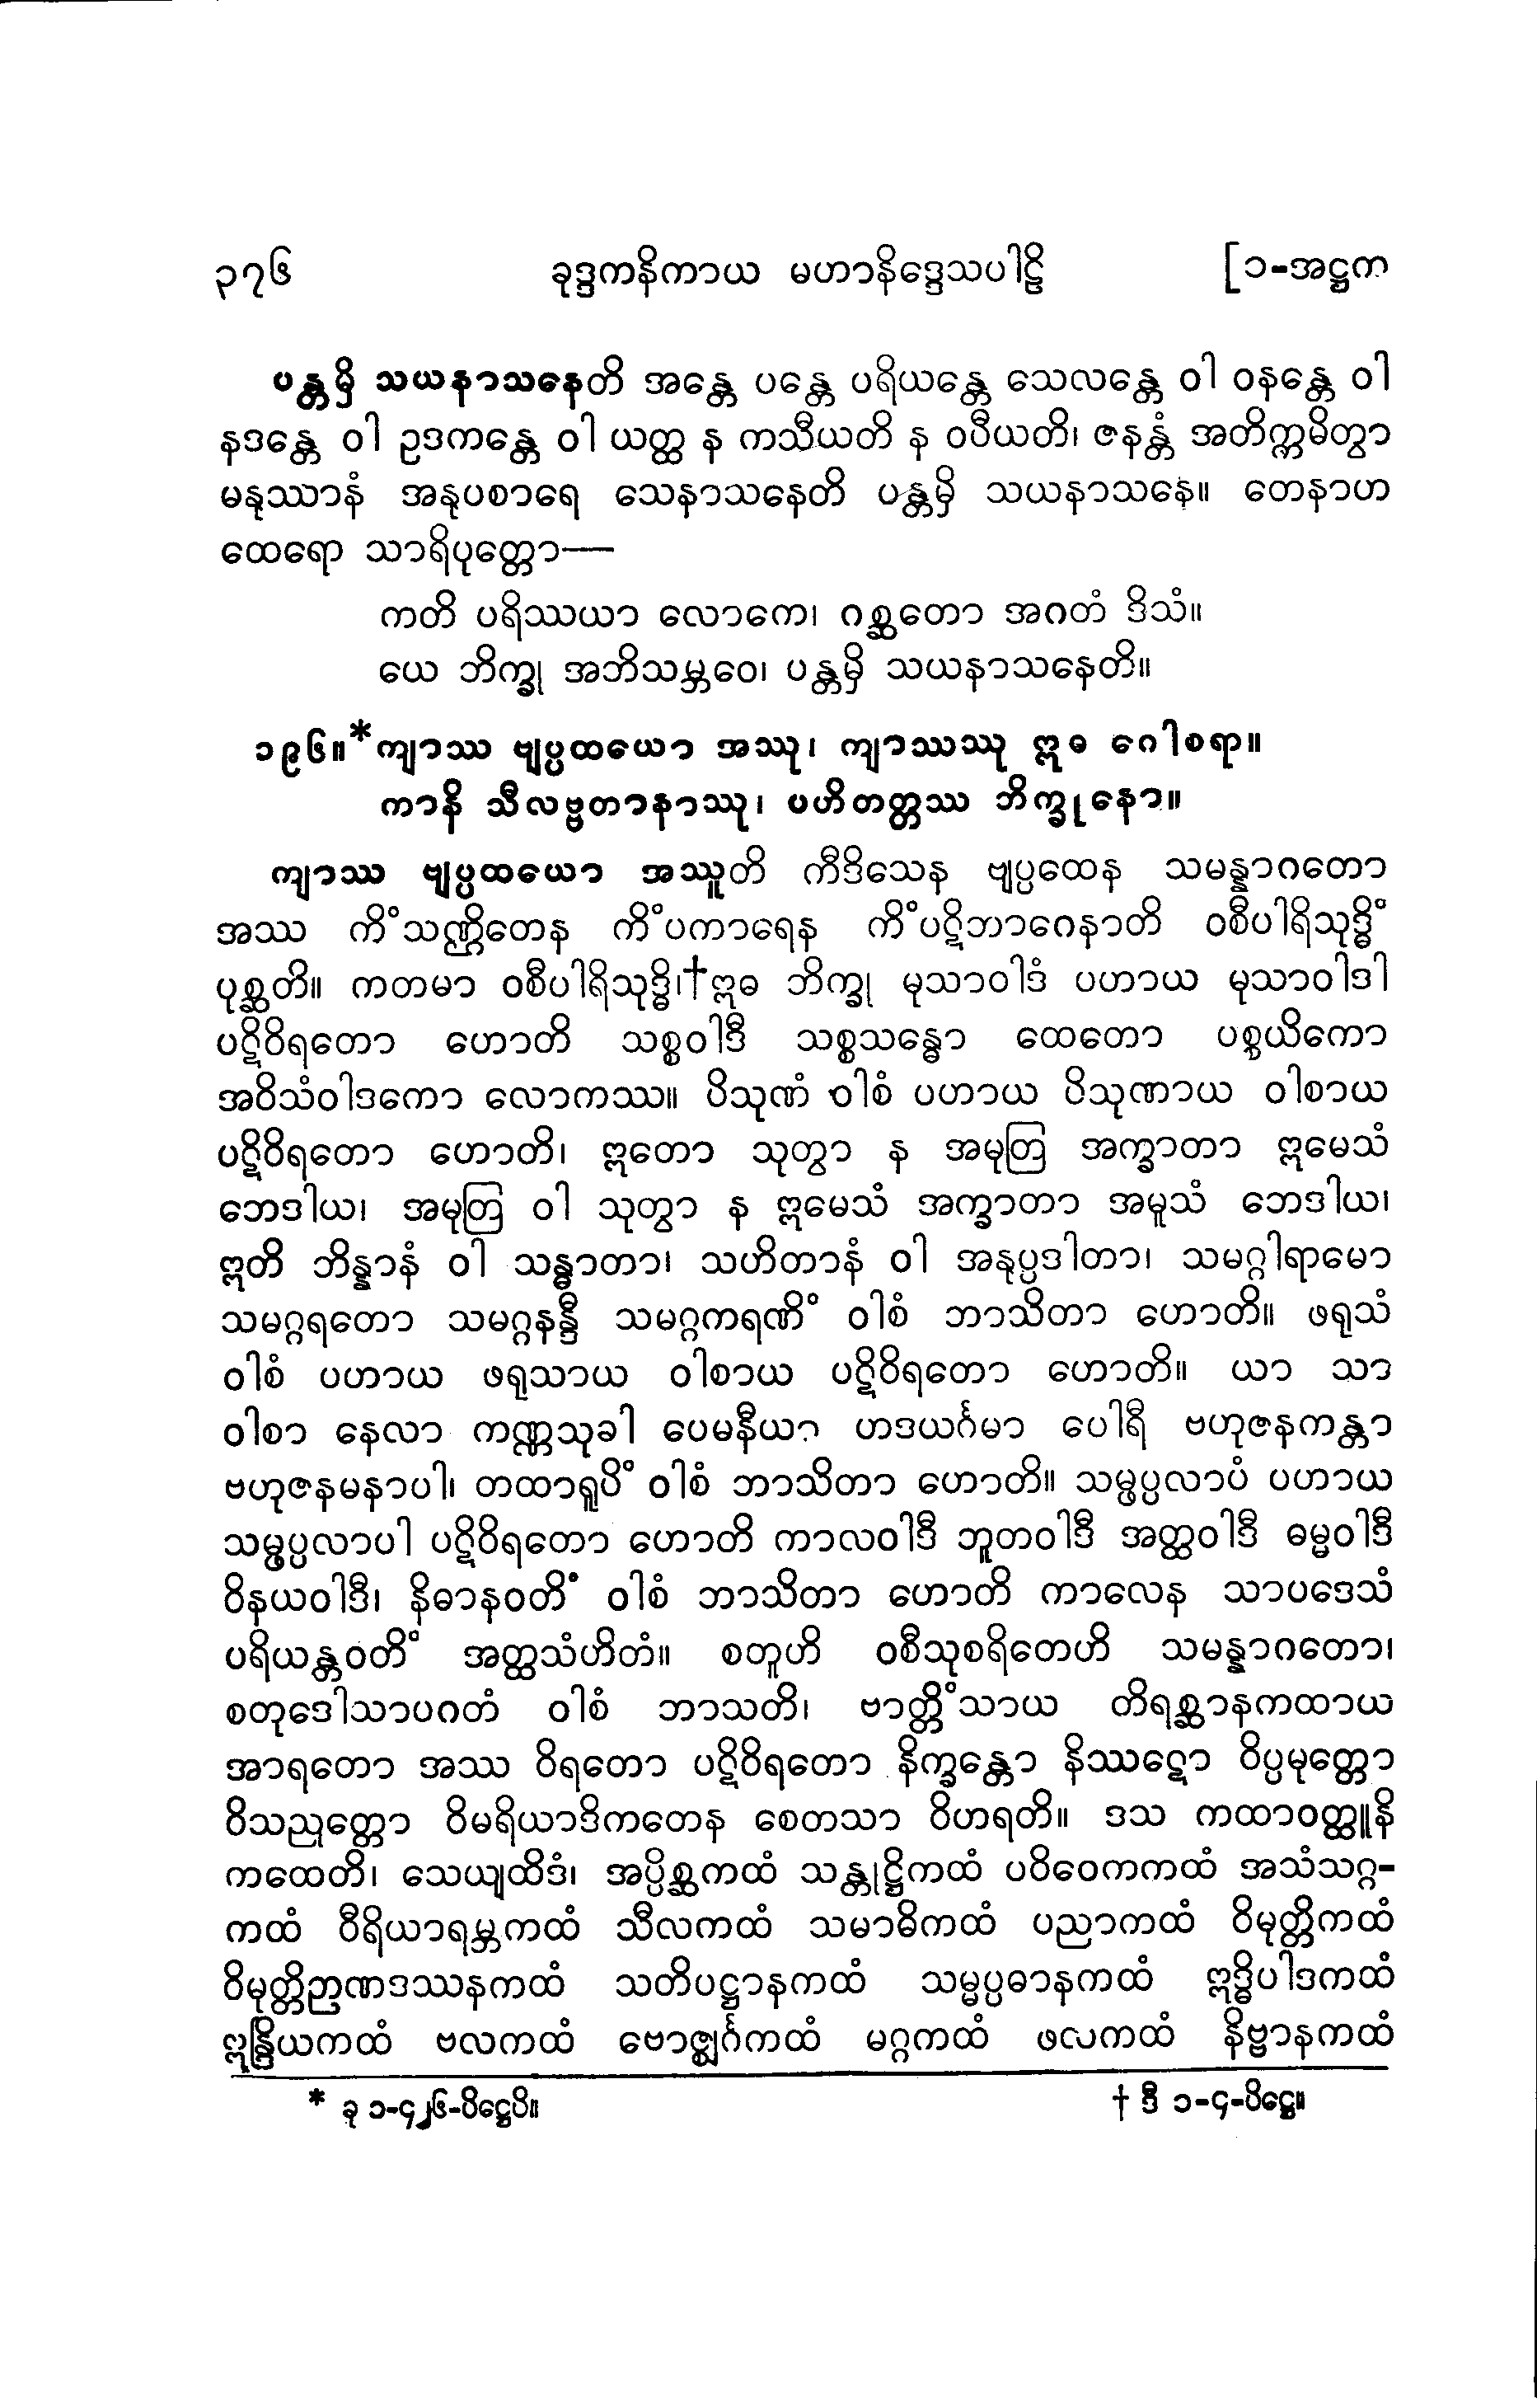 ၃၇၆ ခုဒ္ဒကနိကာယ မဟာနိဒ္ဒေသပါဠိ [၁-အဋ္ဌက
ပန္တမှိ သယနာသနေတိ အန္တေ ပန္တေ ပရိယန္တေ သေလန္တေ ဝါ ဝနန္တေ ဝါ
နဒန္တေ ဝါ ဥဒကန္တေ ဝါ ယတ္ထ န ကသီယတိ န ဝပီယတိ၊ ဇနန္တံ အတိက္ကမိတွာ
မနုဿာနံ အနုပစာရေ သေနာသနေတိ ပန္တမှိ သယနာသနေ။ တေနာဟ
ထေရော သာရိပုတ္တော—
ကတိ ပရိဿယာ လောကေ၊ ဂစ္ဆတော အဂတံ ဒိသံ။
ယေ ဘိက္ခု အဘိသမ္ဘဝေ၊ ပန္တမှိ သယနာသနေတိ။
၁၉၆။*ကျာဿ ဗျပ္ပထယော အဿု၊ ကျာဿဿု ဣဓ ဂေါစရာ။
ကာနိ သီလဗ္ဗတာနာဿု၊ ပဟိတတ္တဿ ဘိက္ခုနော။
ကျာဿ ဗျပ္ပထယော အဿူတိ ကီဒိသေန ဗျပ္ပထေန သမန္နာဂတော
အဿ ကိံသဏ္ဌိတေန ကိံပကာရေန ကိံပဋိဘာဂေနာတိ ဝစီပါရိသုဒ္ဓိံ
ပုစ္ဆတိ။ ကတမာ ဝစီပါရိသုဒ္ဓိ၊†ဣဓ ဘိက္ခု မုသာဝါဒံ ပဟာယ မုသာဝါဒါ
ပဋိဝိရတော ဟောတိ သစ္စဝါဒီ သစ္စသန္ဓော ထေတော ပစ္စယိကော
အဝိသံဝါဒကော လောကဿ။ ပိသုဏံ ဝါစံ ပဟာယ ပိသုဏာယ ဝါစာယ
ပဋိဝိရတော ဟောတိ၊ ဣတော သုတွာ န အမုတြ အက္ခာတာ ဣမေသံ
ဘေဒါယ၊ အမုတြ ဝါ သုတွာ န ဣမေသံ အက္ခာတာ အမူသံ ဘေဒါယ၊
ဣတိ ဘိန္နာနံ ဝါ သန္ဓာတာ၊ သဟိတာနံ ဝါ အနုပ္ပဒါတာ၊ သမဂ္ဂါရာမော
သမဂ္ဂရတော သမဂ္ဂနန္ဒီ သမဂ္ဂကရဏိံ ဝါစံ ဘာသိတာ ဟောတိ။ ဖရုသံ
ဝါစံ ပဟာယ ဖရုသာယ ဝါစာယ ပဋိဝိရတော ဟောတိ။ ယာ သာ
ဝါစာ နေလာ ကဏ္ဏသုခါ ပေမနီယာ ဟဒယင်္ဂမာ ပေါရီ ဗဟုဇနကန္တာ
ဗဟုဇနမနာပါ၊ တထာရူပိံ ဝါစံ ဘာသိတာ ဟောတိ။ သမ္ဖပ္ပလာပံ ပဟာယ
သမ္ဖပ္ပလာပါ ပဋိဝိရတော ဟောတိ ကာလဝါဒီ ဘူတဝါဒီ အတ္ထဝါဒီ ဓမ္မဝါဒီ
ဝိနယဝါဒီ၊ နိဓာနဝတိံ ဝါစံ ဘာသိတာ ဟောတိ ကာလေန သာပဒေသံ
ပရိယန္တဝတိံ အတ္ထသံဟိတံ။ စတူဟိ ဝစီသုစရိတေဟိ သမန္နာဂတော၊
စတုဒေါသာပဂတံ ဝါစံ ဘာသတိ၊ ဗာတ္တိံသာယ တိရစ္ဆာနကထာယ
အာရတော အဿ ဝိရတော ပဋိဝိရတော နိက္ခန္တော နိဿဋော ဝိပ္ပမုတ္တော
ဝိသညုတ္တော ဝိမရိယာဒိကတေန စေတသာ ဝိဟရတိ။ ဒသ ကထာဝတ္ထူနိ
ကထေတိ၊ သေယျထိဒံ၊ အပ္ပိစ္ဆကထံ သန္တုဋ္ဌိကထံ ပဝိဝေကကထံ အသံသဂ္ဂ-
ကထံ ဝီရိယာရမ္ဘကထံ သီလကထံ သမာဓိကထံ ပညာကထံ ဝိမုတ္တိကထံ
ဝိမုတ္တိဉာဏဒဿနကထံ သတိပဋ္ဌာနကထံ သမ္မပ္ပဓာနကထံ ဣဒ္ဓိပါဒကထံ
ဣန္ဒြိယကထံ ဗလကထံ ဗောဇ္ဈင်္ဂကထံ မဂ္ဂကထံ ဖလကထံ နိဗ္ဗာနကထံ
* ခု ၁-၄၂၆-ပိဋ္ဌေပိ။ † ဒီ ၁-၄-ပိဋ္ဌေ။